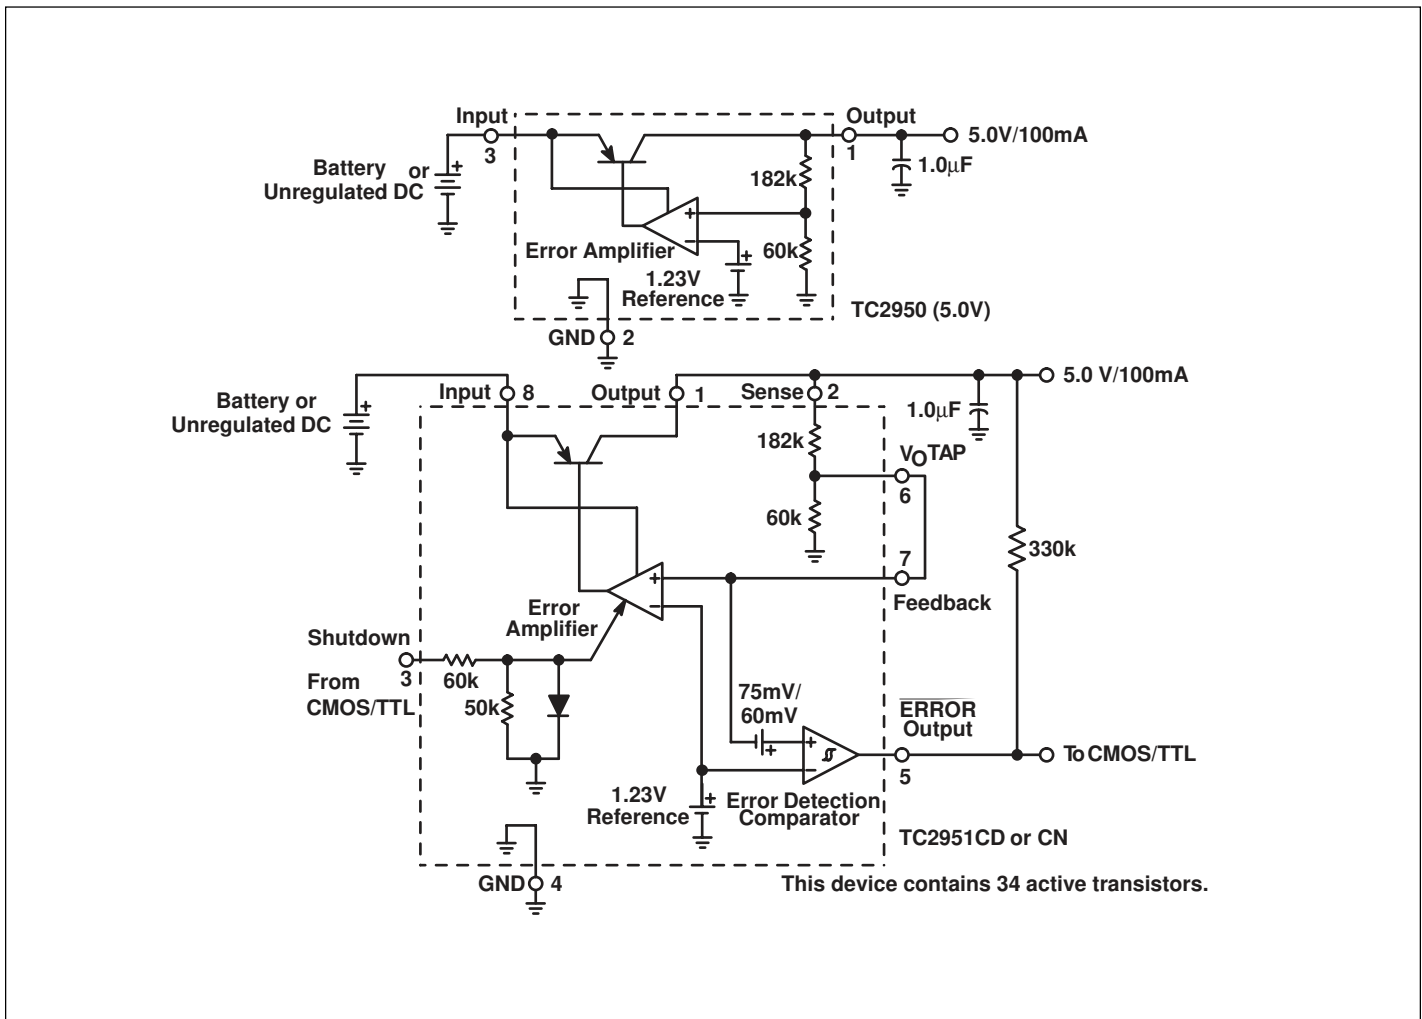 Input
3
Battery or
Unregulated DC
+
Output
1
5.0V/100mA
1.0μF
182k
+
−
60k
+
Error Amplifier
1.23V
Reference
GND 2
TC2950 (5.0V)
Battery or
Unregulated DC
+
Input 8
Output 1
Sense 2
5.0 V/100mA
1.0μF
182k
VOTAP
6
60k
330k
7
Feedback
+
−
Error
Amplifier
Shutdown
3
From
CMOS/TTL
60k
50k
75mV/
60mV
+
+
−
ERROR
Output
5
To CMOS/TTL
1.23V
Reference
+
Error Detection
Comparator
TC2951CD or CN
GND 4
This device contains 34 active transistors.